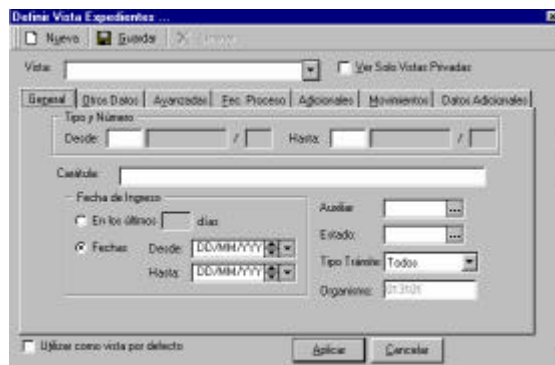 Definir Vista Expedientes ...
Nueva Guardar
Vista: Ver Solo Vistas Privadas
General Otros Datos Avanzadas Fec. Proceso Adicionales Movimientos Datos Adicionales
Tipo y Número
Desde: / Hasta: /
Carátula:
Fecha de Ingreso
En los últimos días
Fechas Desde: DD/MM/YYYY
Hasta: DD/MM/YYYY
Auxiliar
Estado:
Tipo Trámite: Todos
Organismo:
Utilizar como vista por defecto
Aplicar Cancelar